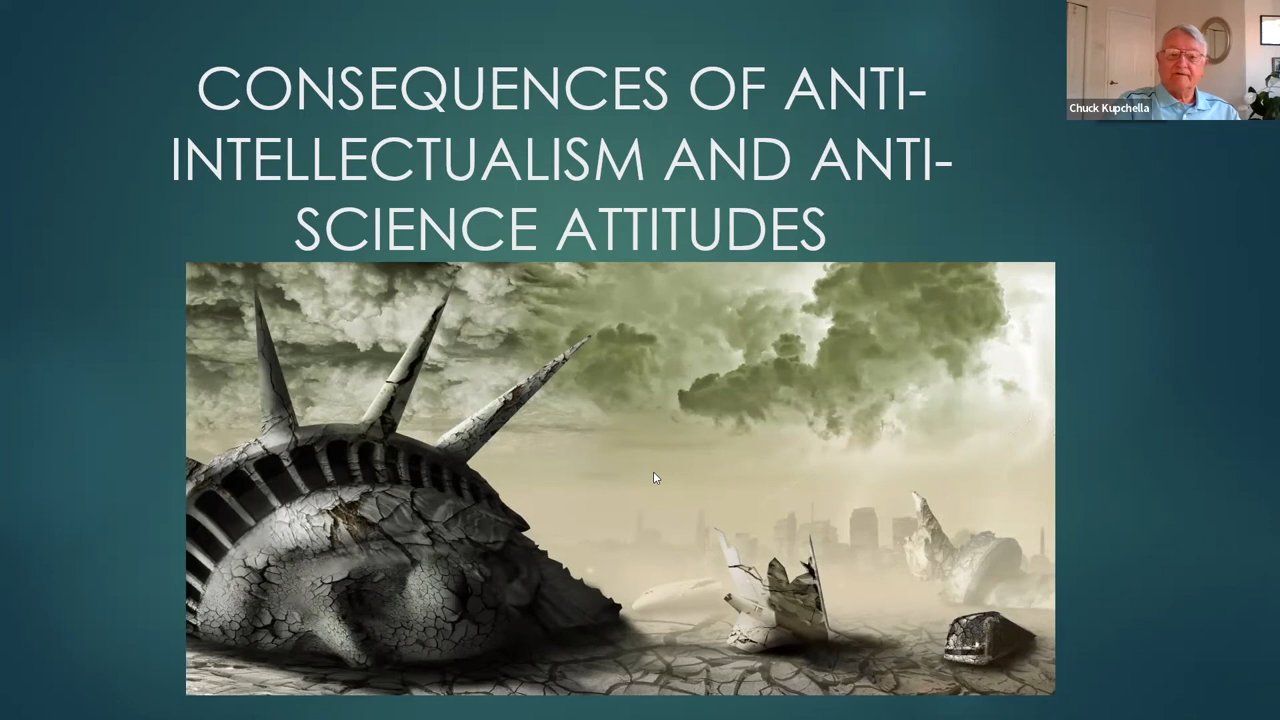 CONSEQUENCES OF ANTI-
INTELLECTUALISM AND ANTI-
SCIENCE ATTITUDES
Chuck Kupchella